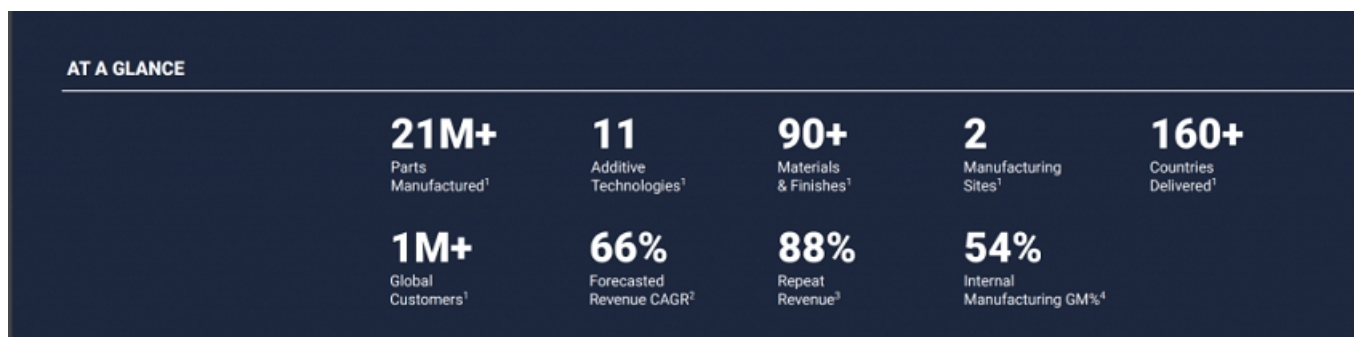 AT A GLANCE
21M+ 11 90+ 2 160+
Parts Additive Materials Manufacturing Countries
Manufactured¹ Technologies¹ & Finishes¹ Sites¹ Delivered¹
1M+ 66% 88% 54%
Global Forecasted Repeat Internal
Customers¹ Revenue CAGR² Revenue³ Manufacturing GM%⁴